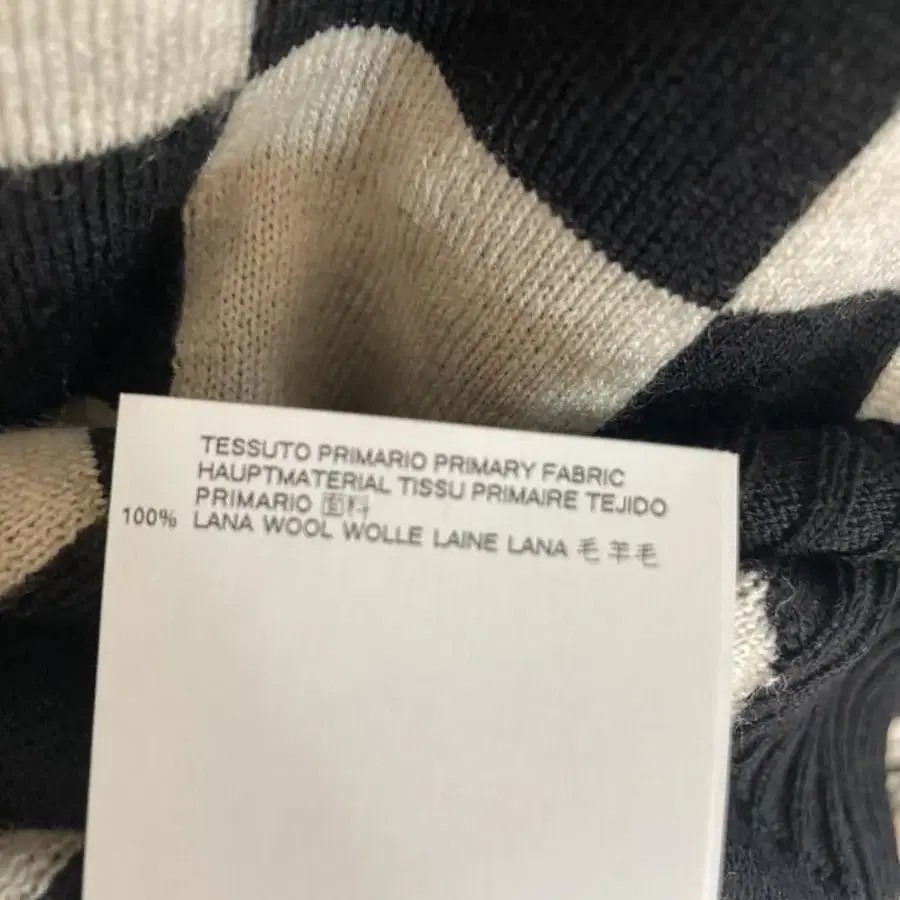 TESSUTO PRIMARIO PRIMARY FABRIC
HAUPTMATERIAL TISSU PRIMAIRE TEJIDO
PRIMARIO 面料
100% LANA WOOL WOLLE LAINE LANA 毛 羊毛